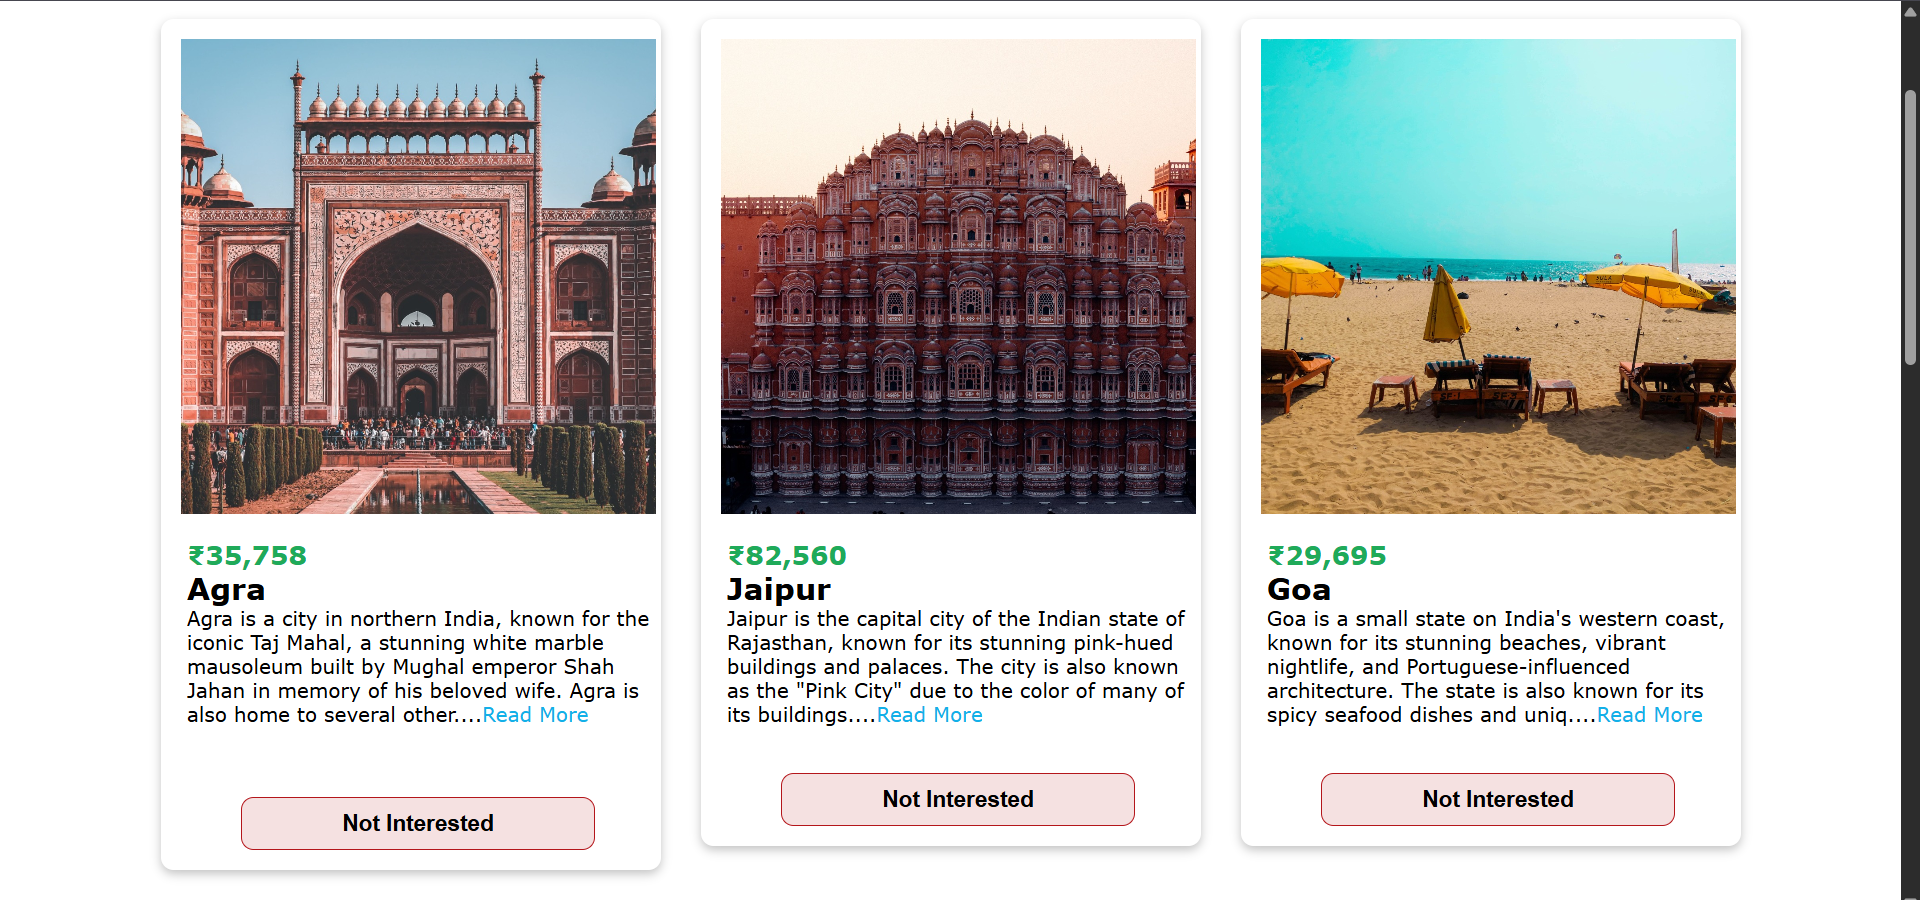 ₹35,758
Agra
Agra is a city in northern India, known for the
iconic Taj Mahal, a stunning white marble
mausoleum built by Mughal emperor Shah
Jahan in memory of his beloved wife. Agra is
also home to several other....Read More
Not Interested
₹82,560
Jaipur
Jaipur is the capital city of the Indian state of
Rajasthan, known for its stunning pink-hued
buildings and palaces. The city is also known
as the "Pink City" due to the color of many of
its buildings....Read More
Not Interested
₹29,695
Goa
Goa is a small state on India's western coast,
known for its stunning beaches, vibrant
nightlife, and Portuguese-influenced
architecture. The state is also known for its
spicy seafood dishes and uniq....Read More
Not Interested